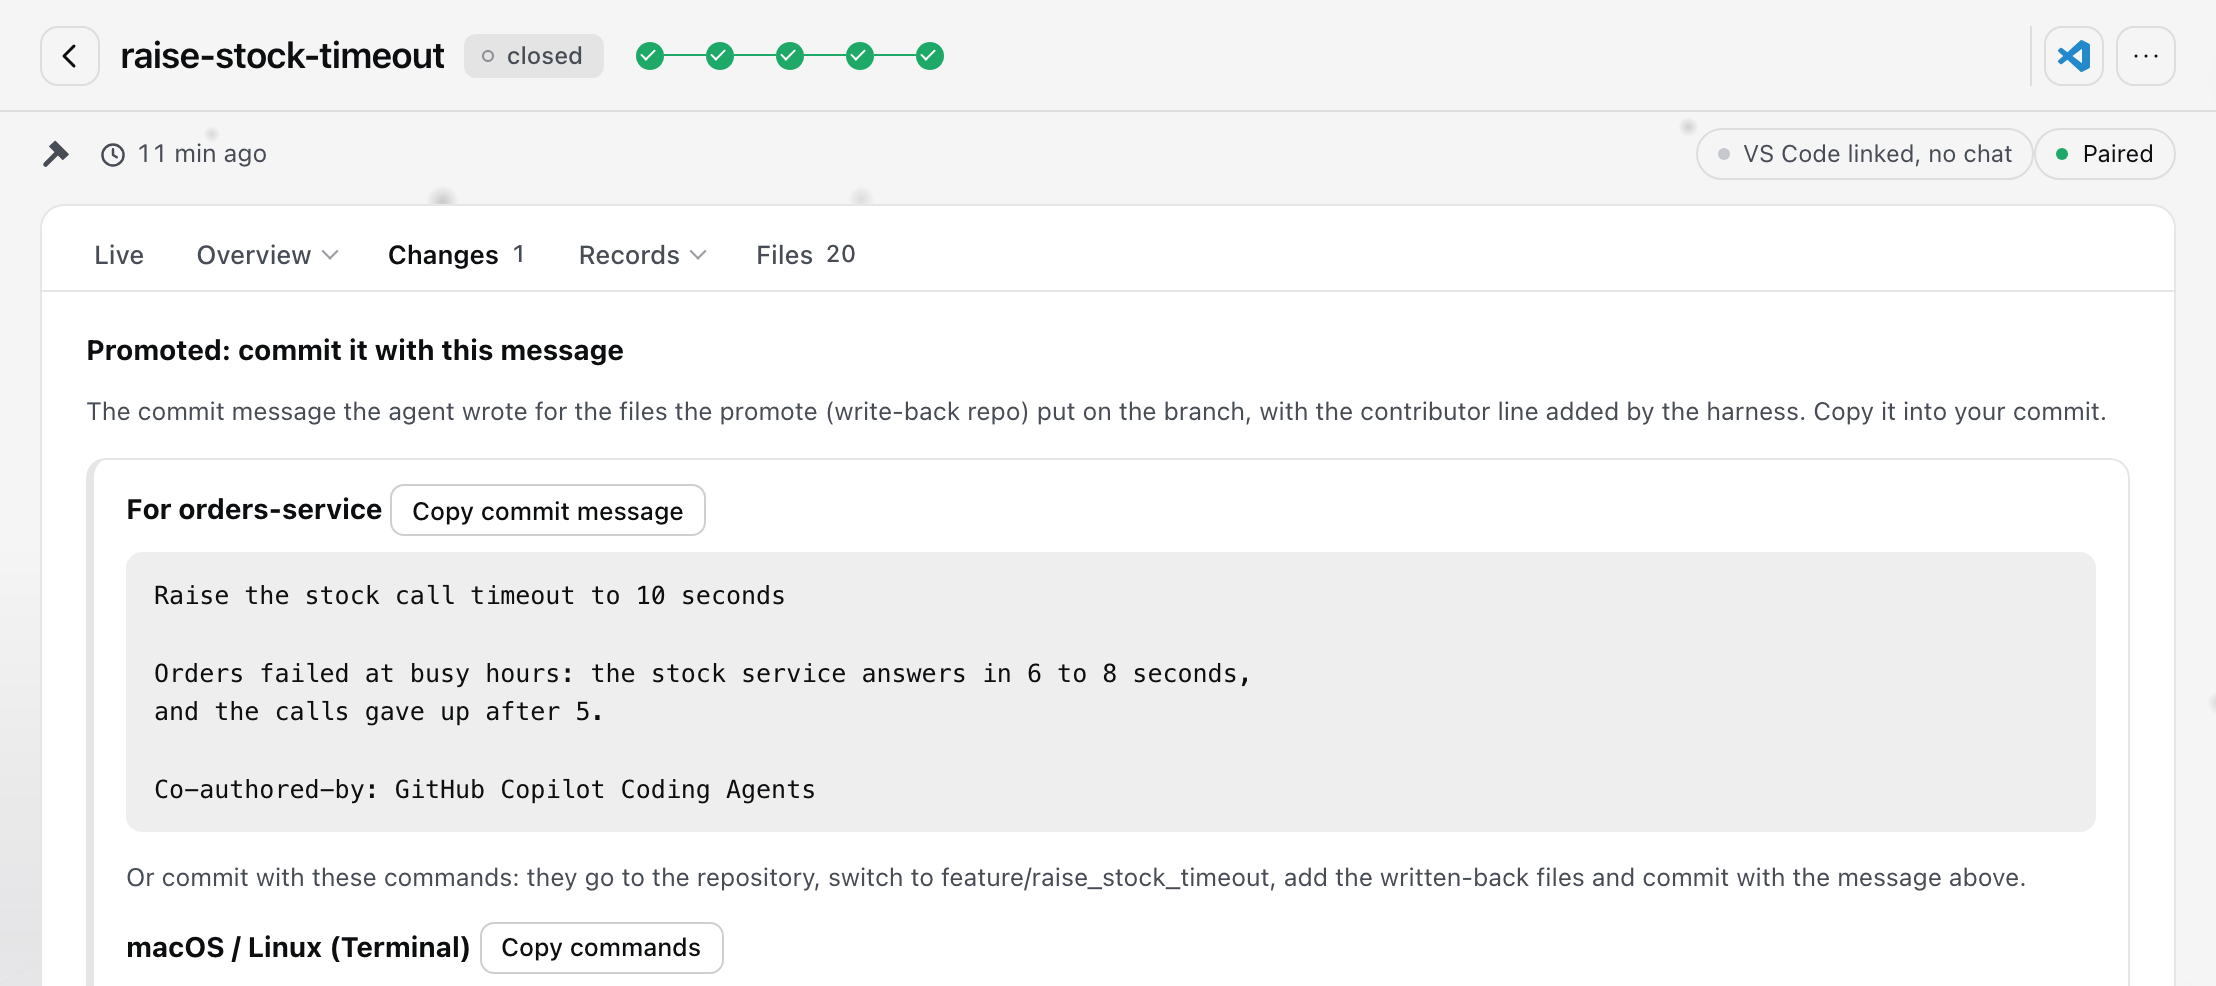 raise-stock-timeout
closed
11 min ago
VS Code linked, no chat
Paired
Live
Overview
Changes 1
Records
Files 20
Promoted: commit it with this message
The commit message the agent wrote for the files the promote (write-back repo) put on the branch, with the contributor line added by the harness. Copy it into your commit.
For orders-service
Copy commit message
Raise the stock call timeout to 10 seconds
Orders failed at busy hours: the stock service answers in 6 to 8 seconds,
and the calls gave up after 5.
Co-authored-by: GitHub Copilot Coding Agents
Or commit with these commands: they go to the repository, switch to feature/raise_stock_timeout, add the written-back files and commit with the message above.
macOS / Linux (Terminal)
Copy commands